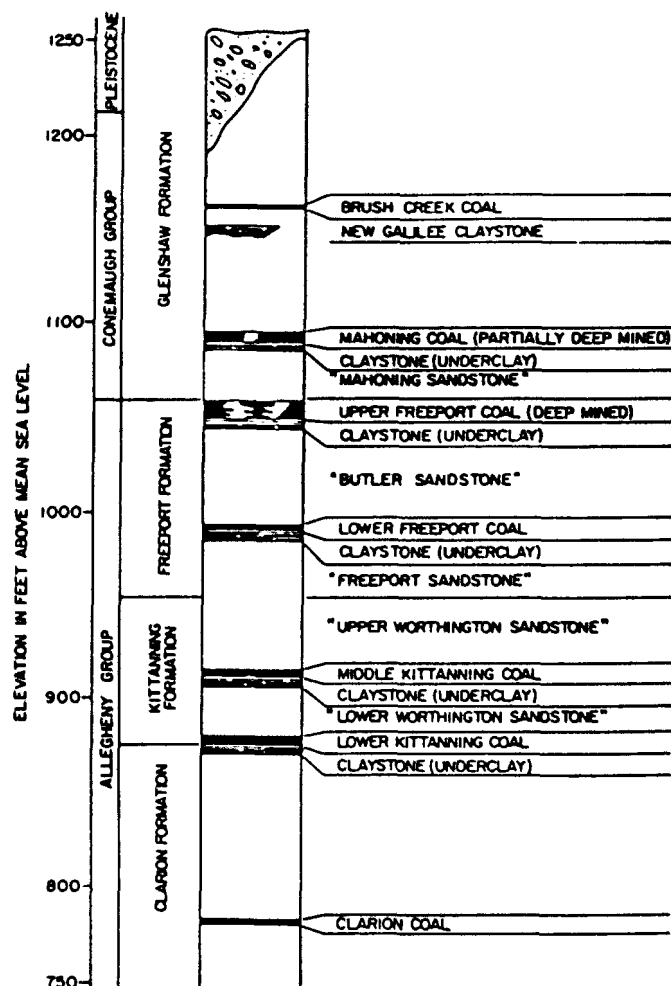 ELEVATION IN FEET ABOVE MEAN SEA LEVEL
1250
1200
1100
1000
900
800
750
PLEISTOCENE
CONEMAUGH GROUP
ALLEGHENY GROUP
GLENSHAW FORMATION
FREEPORT FORMATION
KITTANNING
FORMATION
CLARION FORMATION
BRUSH CREEK COAL
NEW GALILEE CLAYSTONE
MAHONING COAL (PARTIALLY DEEP MINED)
CLAYSTONE (UNDERCLAY)
"MAHONING SANDSTONE"
UPPER FREEPORT COAL (DEEP MINED)
CLAYSTONE (UNDERCLAY)
"BUTLER SANDSTONE"
LOWER FREEPORT COAL
CLAYSTONE (UNDERCLAY)
"FREEPORT SANDSTONE"
"UPPER WORTHINGTON SANDSTONE"
MIDDLE KITTANNING COAL
CLAYSTONE (UNDERCLAY)
"LOWER WORTHINGTON SANDSTONE"
LOWER KITTANNING COAL
CLAYSTONE (UNDERCLAY)
CLARION COAL